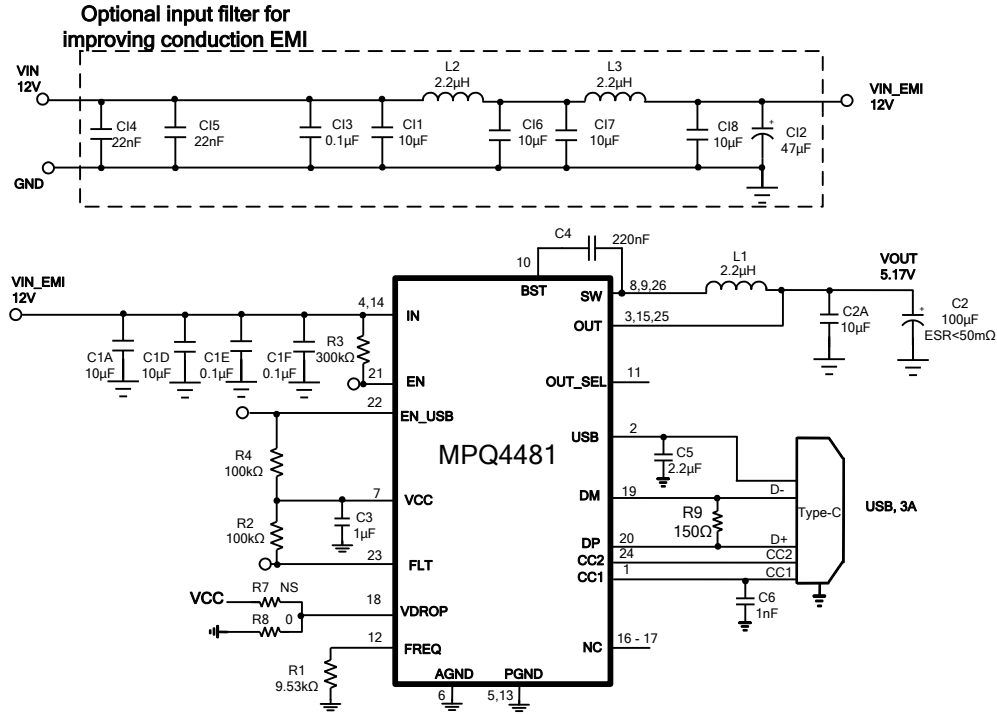 Optional input filter for
improving conduction EMI
VIN
12V
L2
2.2μH
L3
2.2μH
VIN_EMI
12V
CI4
22nF
CI5
22nF
CI3
0.1μF
CI1
10μF
CI6
10μF
CI7
10μF
CI8
10μF
+
CI2
47μF
GND
C4
220nF
10
BST
VIN_EMI
12V
4,14
IN
SW
8,9,26
L1
2.2μH
VOUT
5.17V
OUT
3,15,25
C2A
10μF
+
C2
100μF
ESR<50mΩ
C1A
10μF
C1D
10μF
C1E
0.1μF
C1F
0.1μF
R3
300kΩ
21
EN
OUT_SEL
11
22
EN_USB
USB
2
MPQ4481
C5
2.2μF
R4
100kΩ
7
VCC
DM
19
D-
C3
1μF
R2
100kΩ
R9
150Ω
Type-C
USB, 3A
23
FLT
DP
20
D+
CC2
24
CC2
CC1
1
CC1
C6
1nF
VCC
R7
NS
R8
0
18
VDROP
12
FREQ
NC
16 - 17
R1
9.53kΩ
AGND
6
PGND
5,13